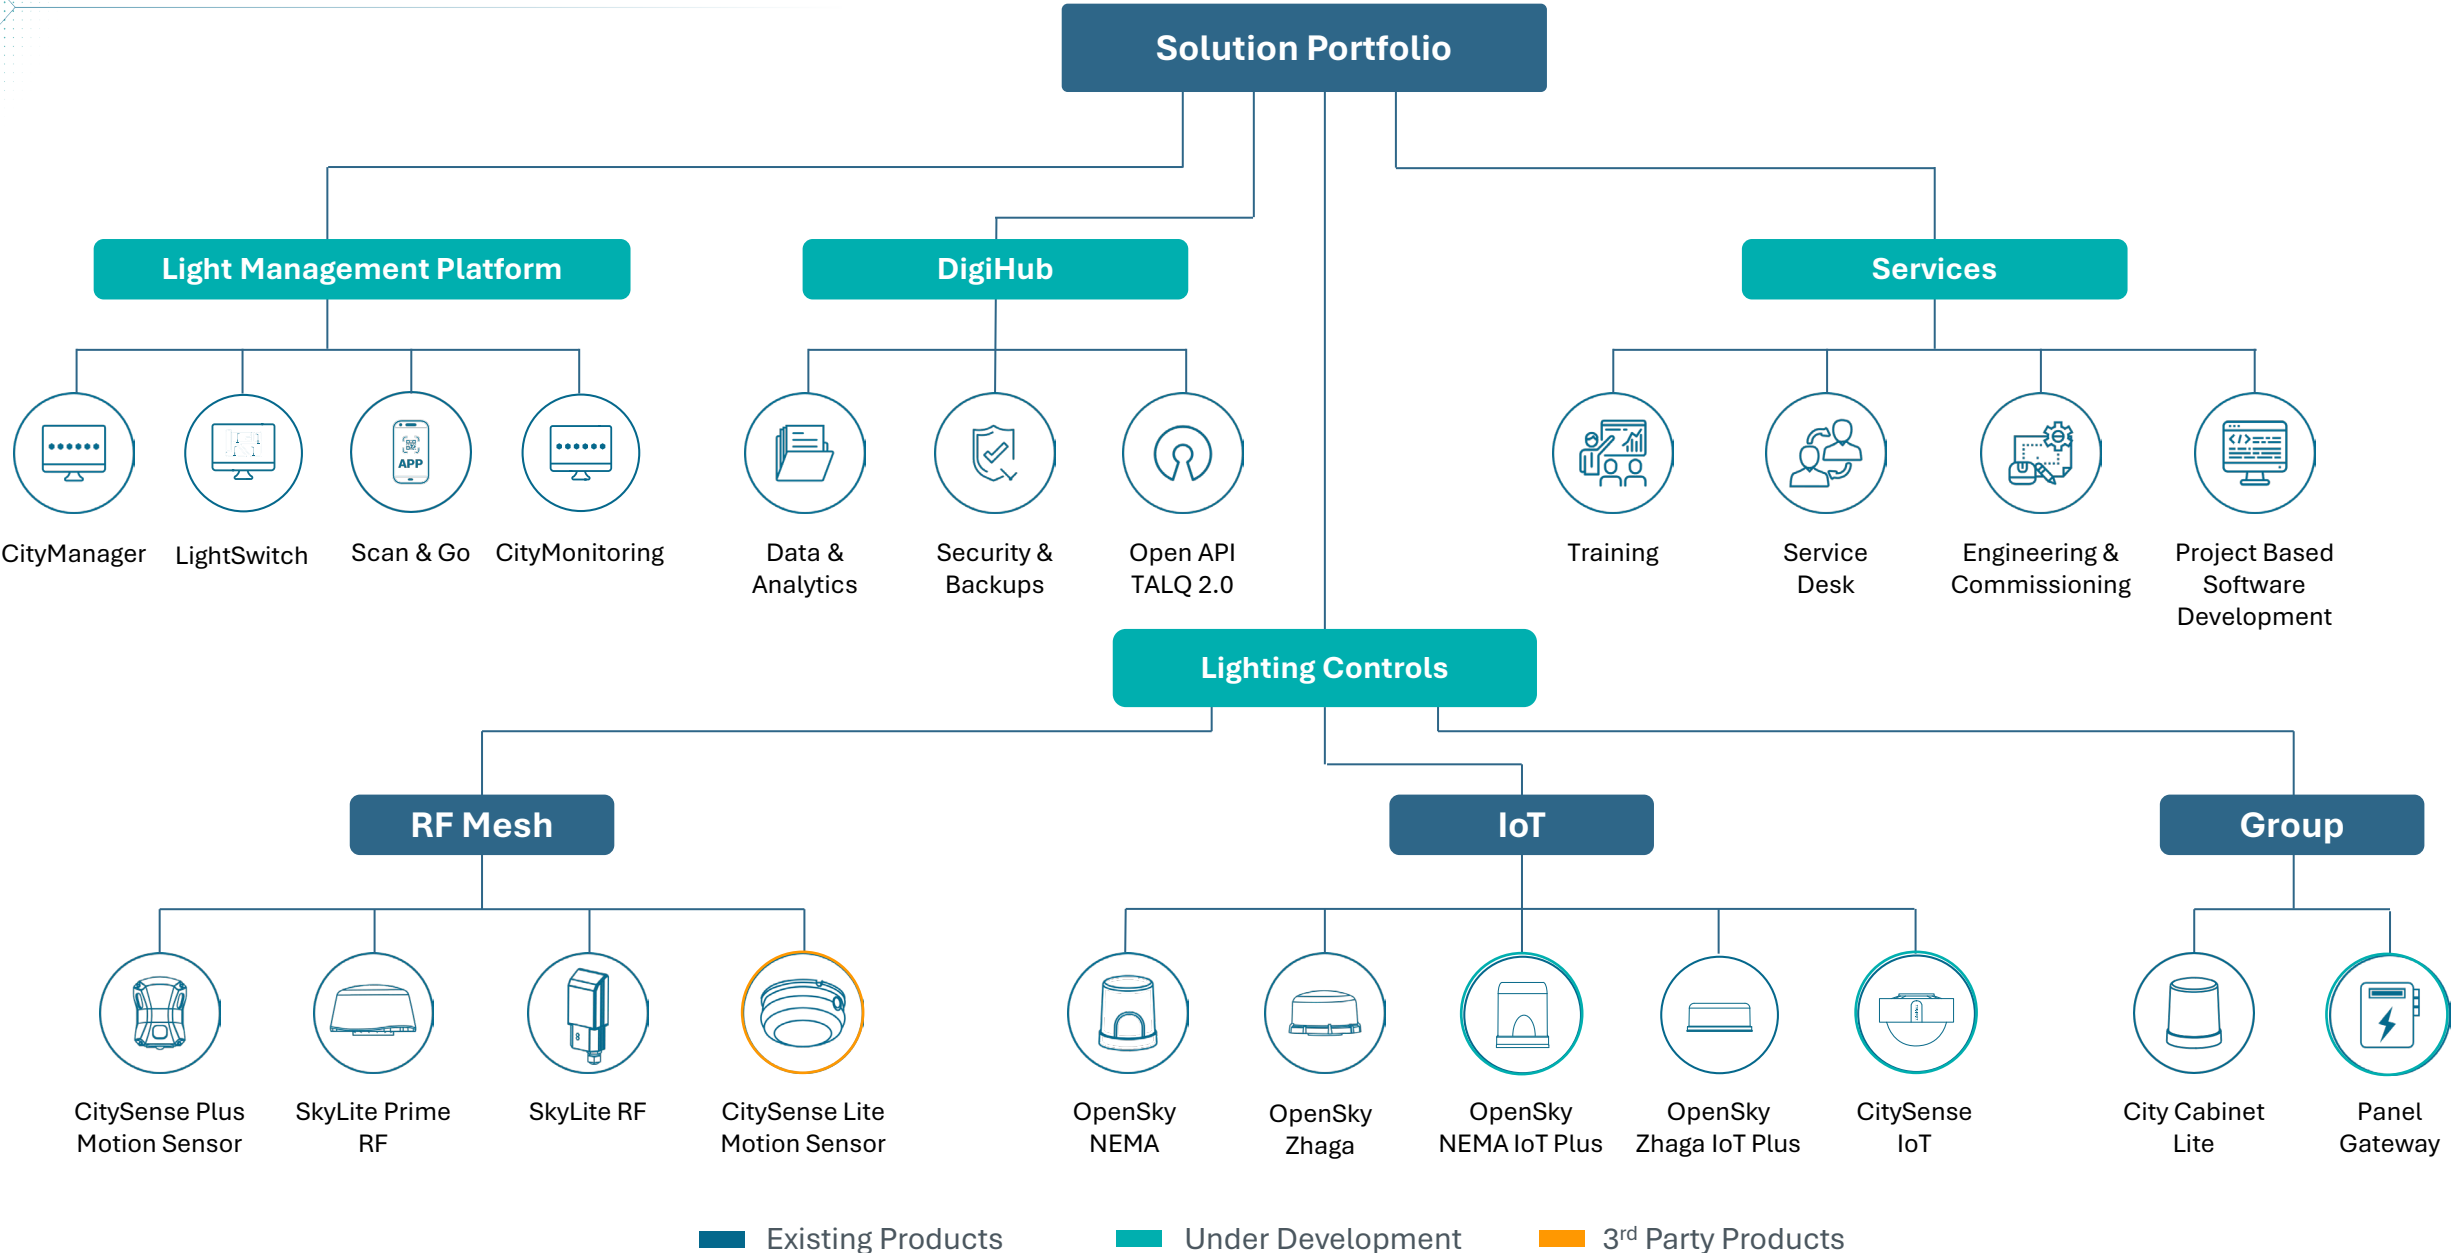 Solution Portfolio
Light Management Platform
DigiHub
Services
APP
CityManager
LightSwitch
Scan & Go
CityMonitoring
Data &
Analytics
Security &
Backups
Open API
TALQ 2.0
Training
Service
Desk
Engineering &
Commissioning
Project Based
Software
Development
Lighting Controls
RF Mesh
IoT
Group
CitySense Plus
Motion Sensor
SkyLite Prime
RF
SkyLite RF
CitySense Lite
Motion Sensor
OpenSky
NEMA
OpenSky
Zhaga
OpenSky
NEMA IoT Plus
OpenSky
Zhaga IoT Plus
CitySense
IoT
City Cabinet
Lite
Panel
Gateway
Existing Products
Under Development
3rd Party Products